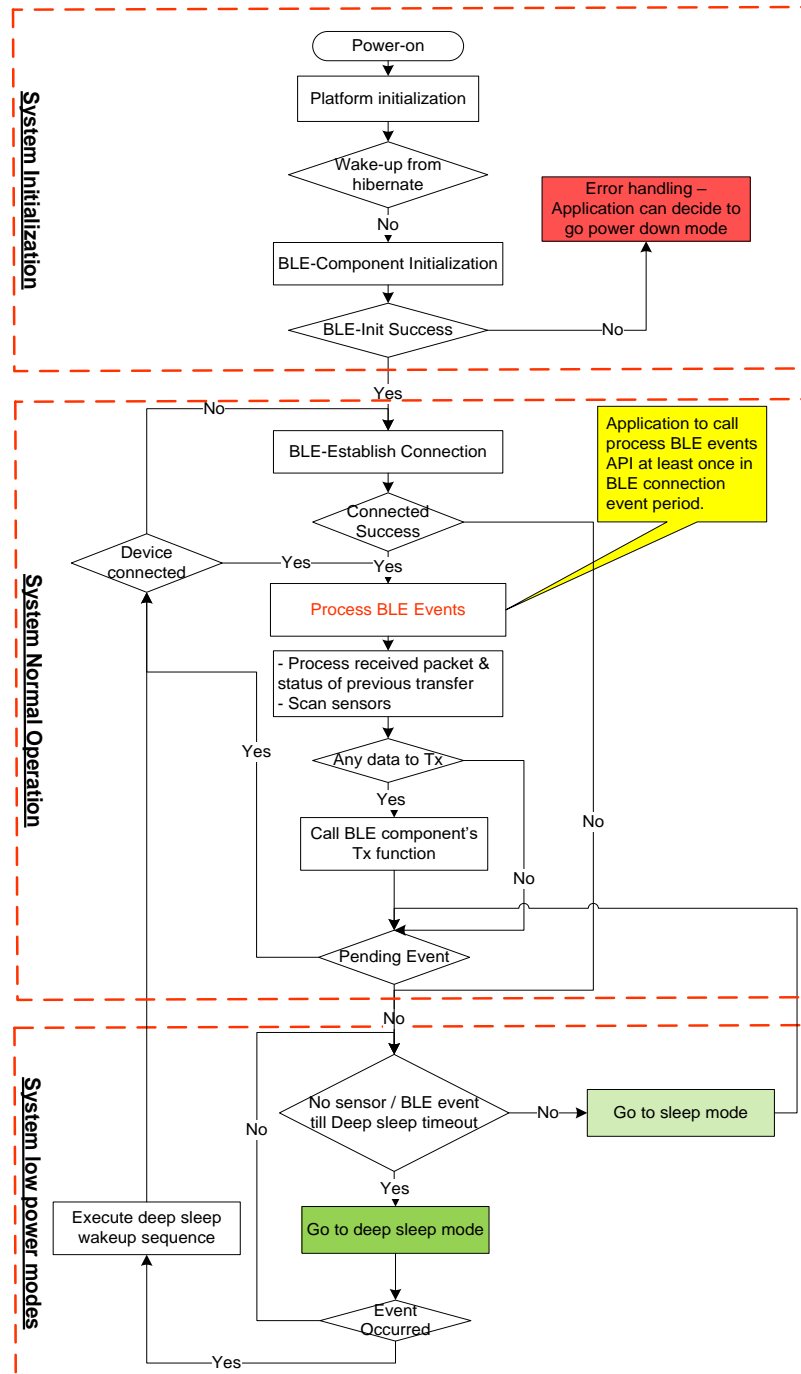 System Initialization
Power-on
Platform initialization
Wake-up from
hibernate
No
BLE-Component Initialization
BLE-Init Success
No
Error handling –
Application can decide to
go power down mode
Yes
System Normal Operation
No
BLE-Establish Connection
Application to call
process BLE events
API at least once in
BLE connection
event period.
Connected
Success
Device
connected
Yes
Yes
Process BLE Events
- Process received packet &
status of previous transfer
- Scan sensors
Yes
Any data to Tx
Yes
No
Call BLE component's
Tx function
No
Pending Event
No
System low power modes
No
No sensor / BLE event
till Deep sleep timeout
No
Go to sleep mode
Yes
Execute deep sleep
wakeup sequence
Go to deep sleep mode
Event
Occurred
Yes